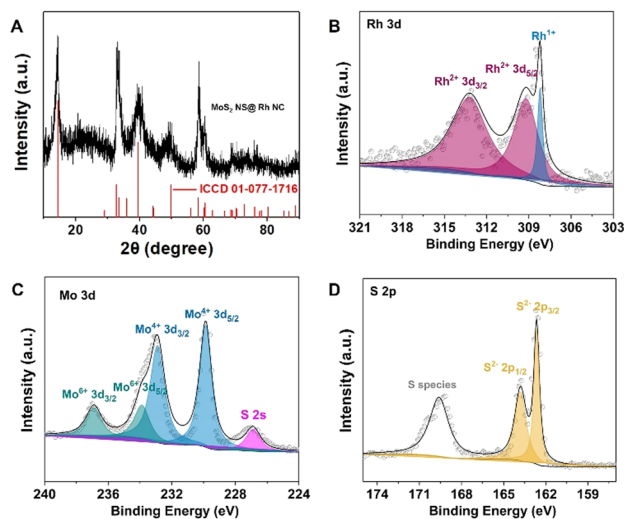 A
Intensity (a.u.)
MoS₂ NS@Rh NC
ICCD 01-077-1716
20 40 60 80
2θ (degree)
B
Rh 3d
Intensity (a.u.)
Rh¹⁺
Rh²⁺ 3d₅/₂
Rh²⁺ 3d₃/₂
321 318 315 312 309 306 303
Binding Energy (eV)
C
Mo 3d
Intensity (a.u.)
Mo⁴⁺ 3d₅/₂
Mo⁴⁺ 3d₃/₂
Mo⁶⁺ 3d₅/₂
Mo⁶⁺ 3d₃/₂
S 2s
240 236 232 228 224
Binding Energy (eV)
D
S 2p
Intensity (a.u.)
S²⁻ 2p₃/₂
S²⁻ 2p₁/₂
S species
174 171 168 165 162 159
Binding Energy (eV)